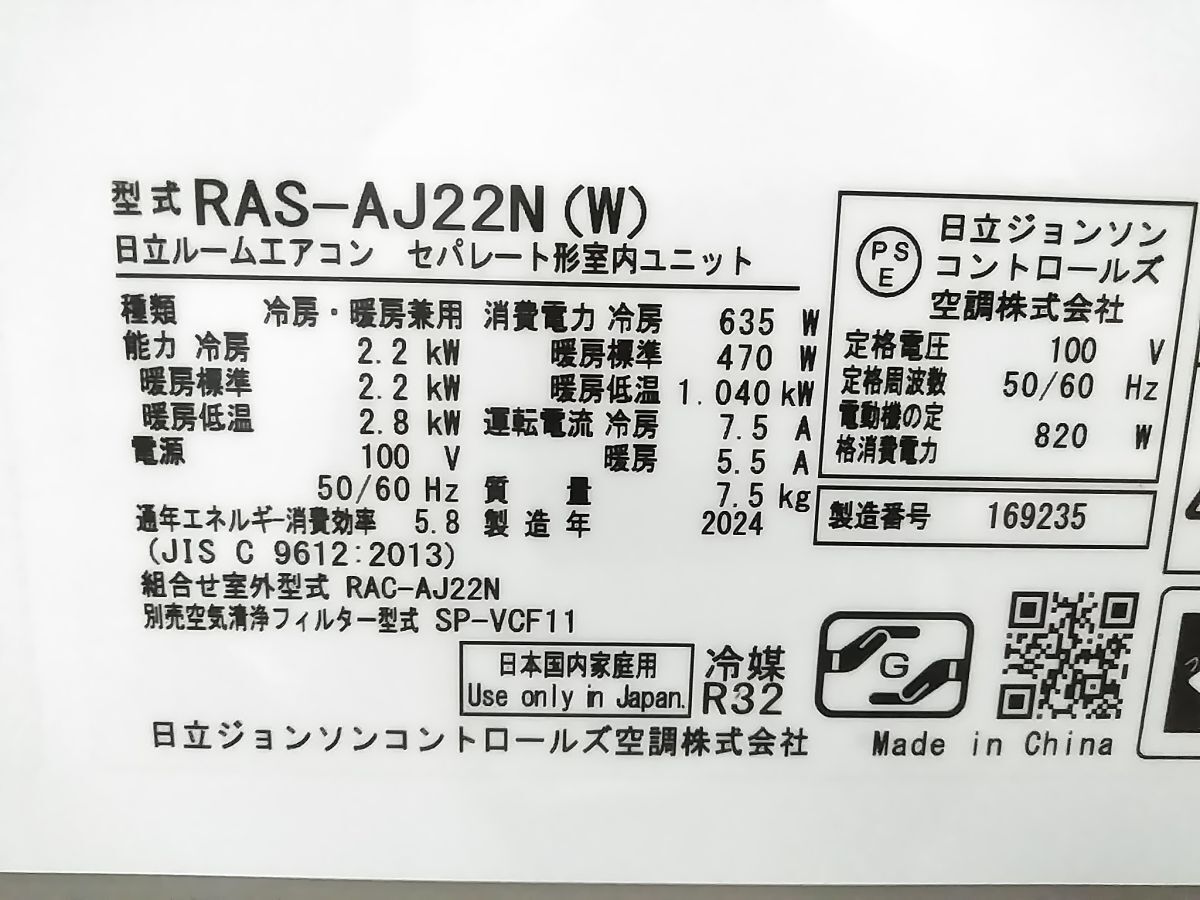 型式 RAS-AJ22N(W)
日立ルームエアコン セパレート形室内ユニット
種類 冷房・暖房兼用
能力 冷房 2.2 kW
暖房標準 2.2 kW
暖房低温 2.8 kW
電源 100 V
50/60 Hz
通年エネルギー消費効率 5.8
(JIS C 9612:2013)
消費電力 冷房 635 W
暖房標準 470 W
暖房低温 1.040 kW
運転電流 冷房 7.5 A
暖房 5.5 A
質量 7.5 kg
製造年 2024
組合せ室外型式 RAC-AJ22N
別売空気清浄フィルター型式 SP-VCF11
日本国内家庭用
Use only in Japan.
冷媒
R32
日立ジョンソンコントロールズ空調株式会社
PS
E
日立ジョンソン
コントロールズ
空調株式会社
定格電圧 100 V
定格周波数 50/60 Hz
電動機の定
格消費電力 820 W
製造番号 169235
G
Made in China